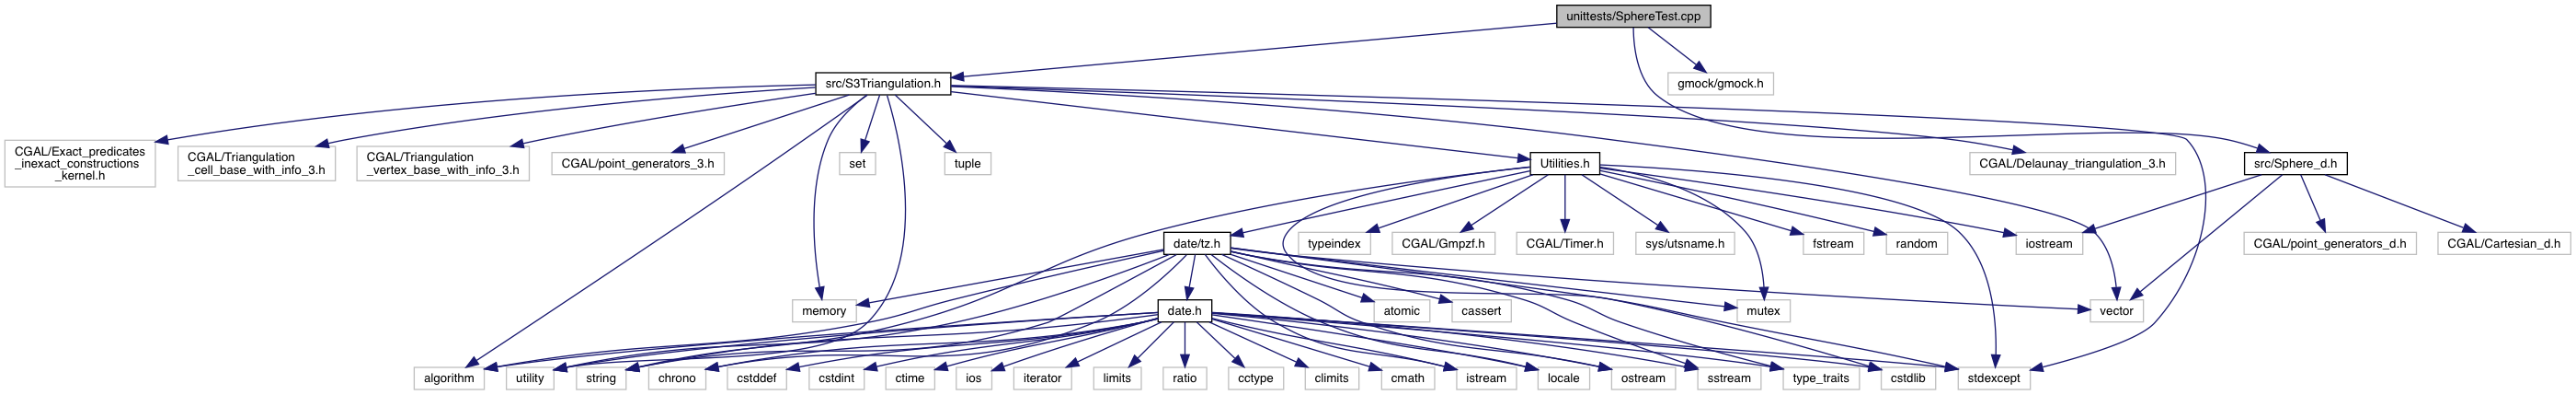 unittests/SphereTest.cpp
src/S3Triangulation.h
gmock/gmock.h
CGAL/Exact_predicates
_inexact_constructions
_kernel.h
CGAL/Triangulation
_cell_base_with_info_3.h
CGAL/Triangulation
_vertex_base_with_info_3.h
CGAL/point_generators_3.h
set
tuple
Utilities.h
CGAL/Delaunay_triangulation_3.h
src/Sphere_d.h
date/tz.h
typeindex
CGAL/Gmpzf.h
CGAL/Timer.h
sys/utsname.h
fstream
random
iostream
CGAL/point_generators_d.h
CGAL/Cartesian_d.h
memory
date.h
atomic
cassert
mutex
vector
algorithm
utility
string
chrono
cstddef
cstdint
ctime
ios
iterator
limits
ratio
cctype
climits
cmath
istream
locale
ostream
sstream
type_traits
cstdlib
stdexcept